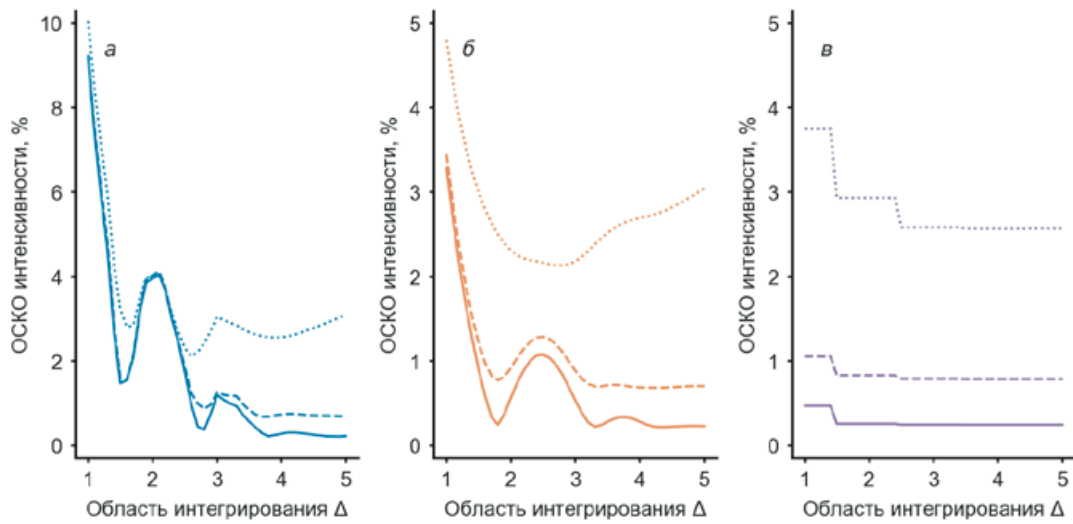 а
ОСКО интенсивности, %
10
8
6
4
2
0
1 2 3 4 5
Область интегрирования Δ
б
ОСКО интенсивности, %
5
4
3
2
1
0
1 2 3 4 5
Область интегрирования Δ
в
ОСКО интенсивности, %
5
4
3
2
1
0
1 2 3 4 5
Область интегрирования Δ